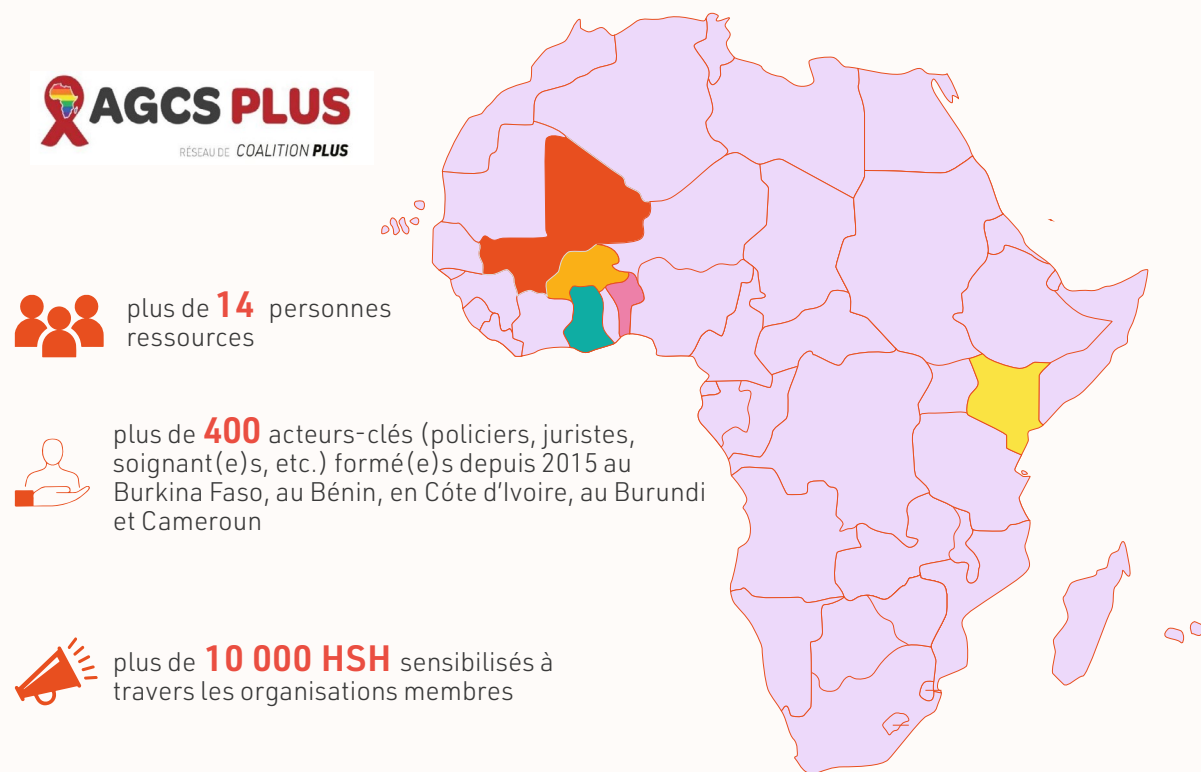 AGCS PLUS
RÉSEAU DE COALITION PLUS
plus de 14 personnes
ressources
plus de 400 acteurs-clés (policiers, juristes,
soignant(e)s, etc.) formé(e)s depuis 2015 au
Burkina Faso, au Bénin, en Côte d'Ivoire, au Burundi
et Cameroun
plus de 10 000 HSH sensibilisés à
travers les organisations membres